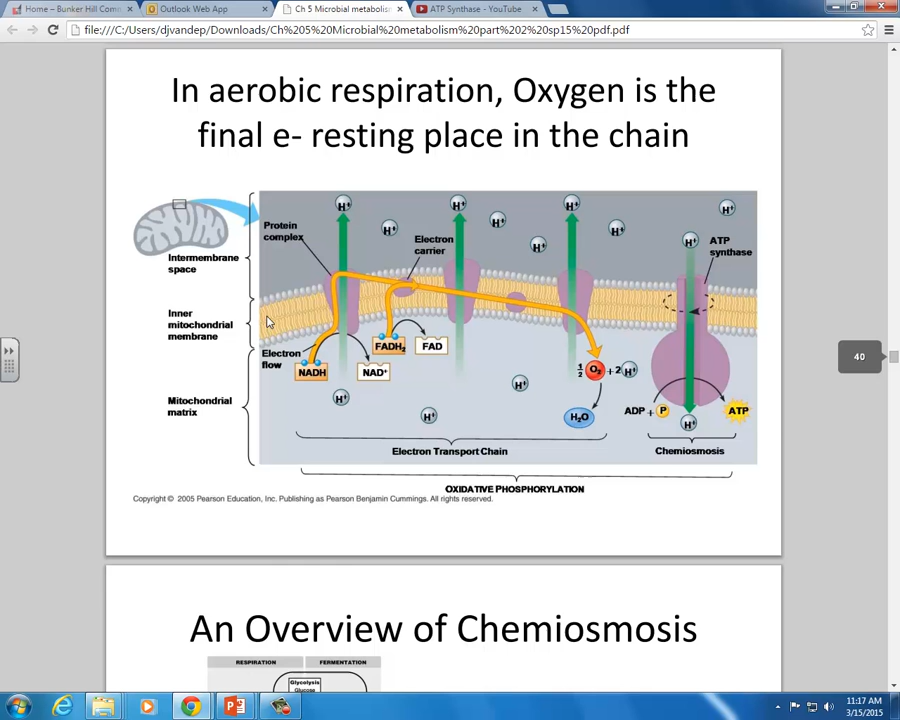 Home – Bunker Hill Comm
Outlook Web App
Ch 5 Microbial metabolism
ATP Synthase - YouTube
file:///C:/Users/djvandep/Downloads/Ch%205%20Microbial%20metabolism%20part%202%20sp15%20pdf.pdf
In aerobic respiration, Oxygen is the
final e- resting place in the chain
H+
H+
H+
H+
H+
H+
H+
H+
H+
Protein
complex
Electron
carrier
ATP
synthase
Intermembrane
space
Inner
mitochondrial
membrane
Mitochondrial
matrix
Electron
flow
NADH
NAD+
FADH2
FAD
1/2 O2 + 2 H+
H2O
H+
H+
H+
ADP + P
ATP
H+
Electron Transport Chain
Chemiosmosis
OXIDATIVE PHOSPHORYLATION
Copyright © 2005 Pearson Education, Inc. Publishing as Pearson Benjamin Cummings. All rights reserved.
40
An Overview of Chemiosmosis
RESPIRATION
FERMENTATION
Glycolysis
Glucose
11:17 AM
3/15/2015